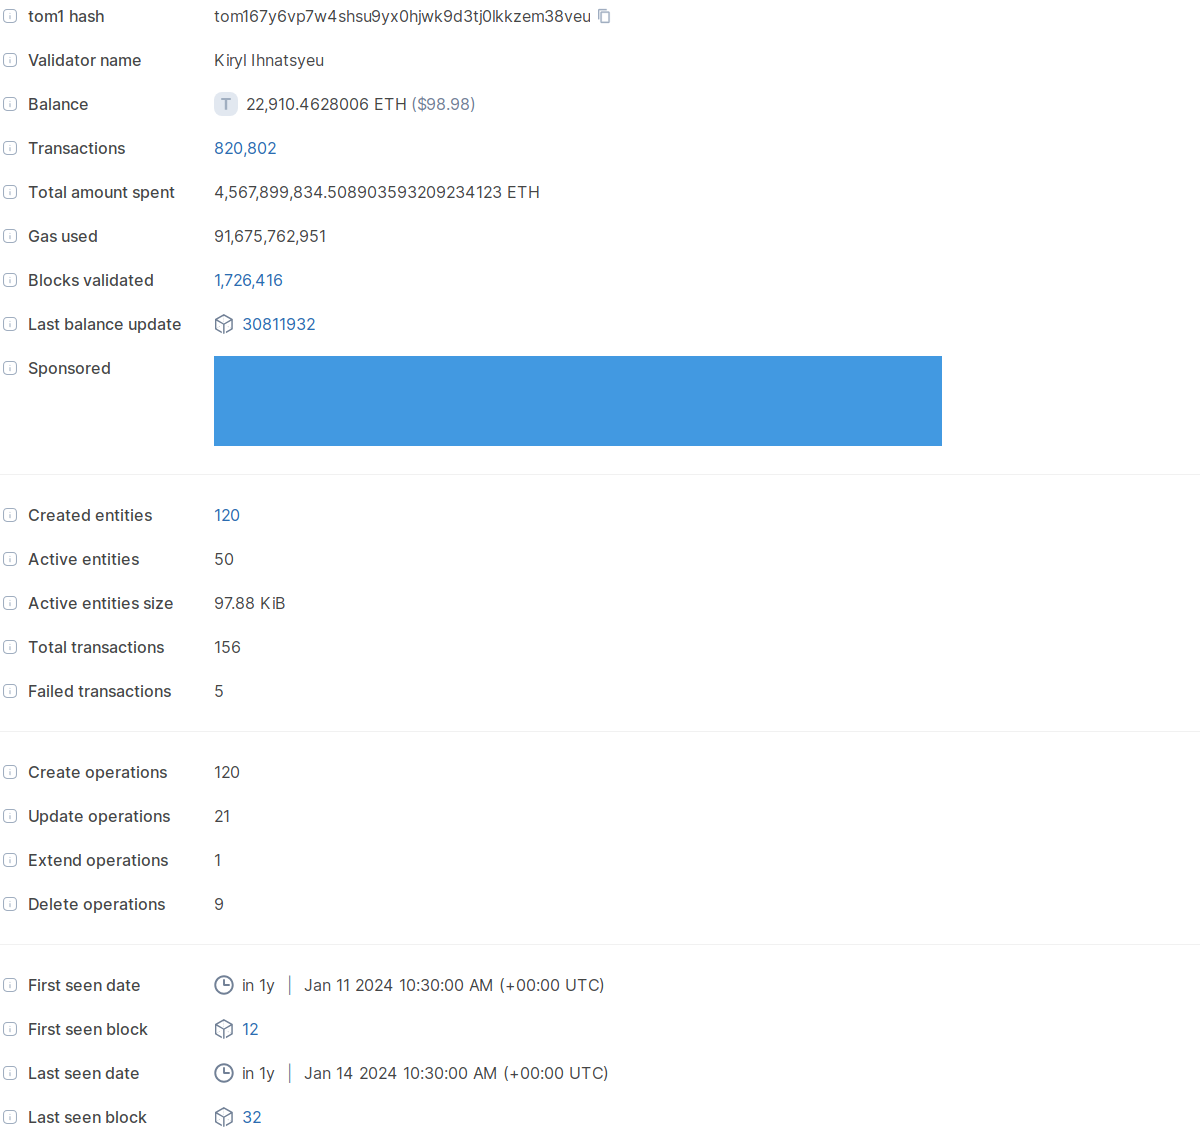 tom1 hash tom167y6vp7w4shsu9yx0hjwk9d3tj0lkkzem38veu
Validator name Kiryl Ihnatsyeu
Balance T 22,910.4628006 ETH ($98.98)
Transactions 820,802
Total amount spent 4,567,899,834.508903593209234123 ETH
Gas used 91,675,762,951
Blocks validated 1,726,416
Last balance update 30811932
Sponsored
Created entities 120
Active entities 50
Active entities size 97.88 KiB
Total transactions 156
Failed transactions 5
Create operations 120
Update operations 21
Extend operations 1
Delete operations 9
First seen date in 1y | Jan 11 2024 10:30:00 AM (+00:00 UTC)
First seen block 12
Last seen date in 1y | Jan 14 2024 10:30:00 AM (+00:00 UTC)
Last seen block 32